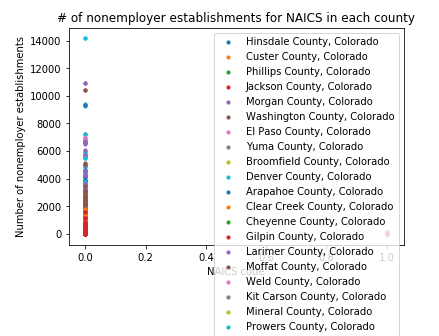 # of nonemployer establishments for NAICS in each county
Number of nonemployer establishments
14000
12000
10000
8000
6000
4000
2000
0
0.0
0.2
0.4
1.0
NAICS code
Hinsdale County, Colorado
Custer County, Colorado
Phillips County, Colorado
Jackson County, Colorado
Morgan County, Colorado
Washington County, Colorado
El Paso County, Colorado
Yuma County, Colorado
Broomfield County, Colorado
Denver County, Colorado
Arapahoe County, Colorado
Clear Creek County, Colorado
Cheyenne County, Colorado
Gilpin County, Colorado
Larimer County, Colorado
Moffat County, Colorado
Weld County, Colorado
Kit Carson County, Colorado
Mineral County, Colorado
Prowers County, Colorado